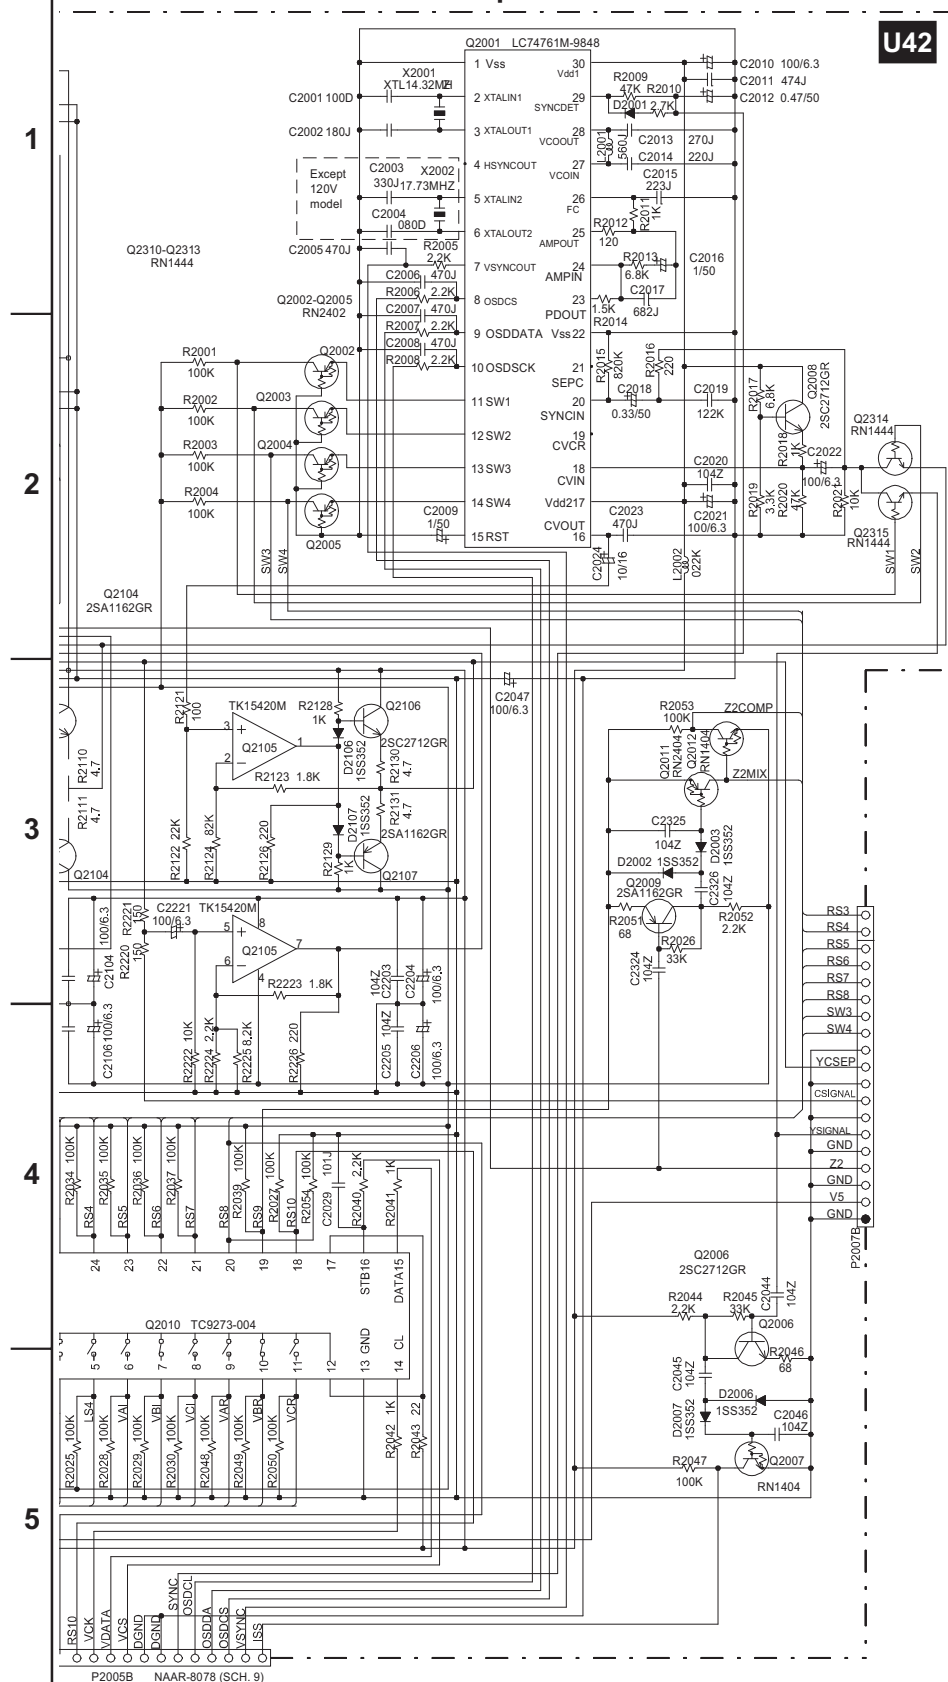 U42
Q2001 LC74761M-9848
1 Vss
30
Vdd1
C2010 100/6.3
C2011 474J
C2012 0.47/50
X2001
XTL14.32MHZ
C2001 100D
2 XTALIN1
29
SYNCDET
R2009
47K
R2010
D2001 2.7K
1
C2002 180J
3 XTALOUT1
28
VCOOUT
L2001
560J
C2013 270J
C2014 220J
4 HSYNCOUT
27
VCOIN
Except
120V
model
C2003
330J
X2002
17.73MHZ
5 XTALIN2
26
FC
C2015
223J
R2011
1K
C2004
080D
6 XTALOUT2
25
AMPOUT
R2012
120
Q2310-Q2313
RN1444
C2005 470J
R2005
2.2K
7 VSYNCOUT
24
AMPIN
R2013
6.8K
C2016
1/50
C2006 470J
R2006 2.2K
8 OSDCS
23
PDOUT
1.5K
R2014
C2017
682J
Q2002-Q2005
RN2402
C2007 470J
R2007 2.2K
9 OSDDATA
Vss22
R2015
820K
R2016
220
C2008 470J
R2008 2.2K
10 OSDSCK
21
SEPC
R2001
100K
Q2002
11 SW1
20
SYNCIN
C2018
0.33/50
C2019
122K
R2017
6.8K
Q2008
2SC2712GR
R2002
100K
Q2003
12 SW2
19
CVCR
Q2314
RN1444
R2003
100K
Q2004
13 SW3
18
CVIN
R2018
1K
C2022
100/6.3
2
C2020
104Z
R2004
100K
Q2005
14 SW4
Vdd217
C2021
100/6.3
R2019
3.3K
R2020
47K
R202
10K
C2009
1/50
15 RST
CVOUT
16
C2023
470J
Q2315
RN1444
SW3
SW4
C2024
10/16
L2002
022K
SW1
SW2
Q2104
2SA1162GR
R2121
100
TK15420M
3
2
1
Q2105
R2128
1K
Q2106
2SC2712GR
D2106
1SS352
R2130
4.7
C2047
100/6.3
R2053
100K
Z2COMP
Q2011
RN2404
Q2012
RN1404
Z2MIX
R2110
4.7
R2111
4.7
R2123 1.8K
R2131
4.7
3
Q2104
R2122 22K
R2124 82K
R2126 220
D2107
1SS352
R2129
1K
2SA1162GR
Q2107
C2325
104Z
D2003
1SS352
D2002 1SS352
C2326
104Z
Q2009
2SA1162GR
R2051
68
R2052
2.2K
R2026
33K
C2324
104Z
100/6.3
C2104
R2221
150
R2220
150
C2221
100/6.3
TK15420M
8
5
6
7
4
Q2105
R2223 1.8K
104Z
C2203
C2204
100/6.3
C2106 100/6.3
R2222 10K
R2224 2.2K
R2225 8.2K
R2226 220
C2205 104Z
C2206
100/6.3
RS3
RS4
RS5
RS6
RS7
RS8
SW3
SW4
YCSEP
CSIGNAL
YSIGNAL
GND
Z2
GND
V5
GND
P2007B
4
R2034 100K
RS4
R2035 100K
RS5
R2036 100K
RS6
R2037 100K
RS7
RS8
R2039 100K
RS9
R2027 100K
RS10
R2054 100K
C2029 101J
R2040 2.2K
R2041 1K
24
23
22
21
20
19
18
17
STB16
DATA15
Q2010 TC9273-004
5
6
7
8
9
10
11
12
13 GND
14 CL
Q2006
2SC2712GR
R2044
2.2K
R2045
33K
C2044
104Z
Q2006
R2046
68
C2045
104Z
D2006
1SS352
D2007
1SS352
C2046
104Z
R2047
100K
Q2007
RN1404
R2025 100K
LS4
R2028 100K
VAI
R2029 100K
VBI
R2030 100K
VCI
R2048 100K
VAR
R2049 100K
VBR
R2050 100K
VCR
R2042 1K
R2043 22
5
RS10
VCK
VDATA
VCS
DGND
DGND
SYNC
OSDCL
OSDDA
OSDCS
VSYNC
ISS
P2005B NAAR-8078 (SCH. 9)